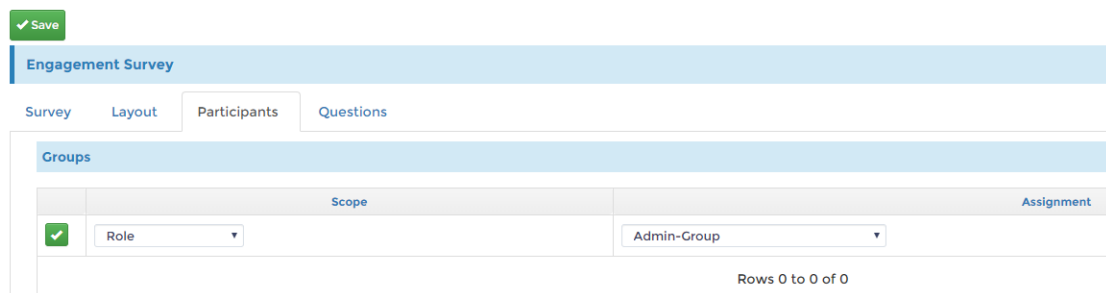 Save
Engagement Survey
Survey Layout Participants Questions
Groups
Scope Assignment
Role Admin-Group
Rows 0 to 0 of 0